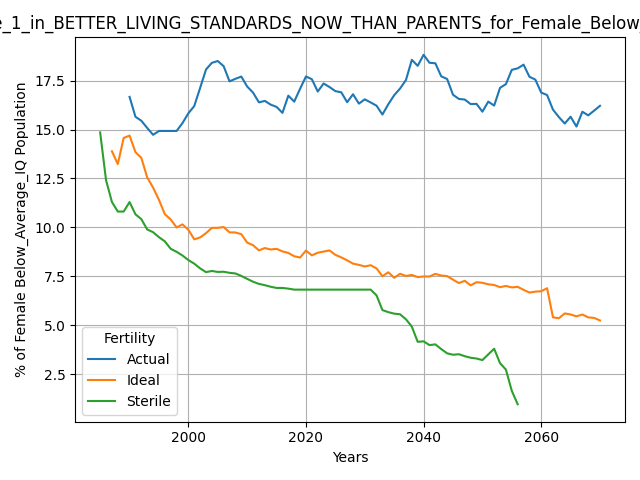 _1_in_BETTER_LIVING_STANDARDS_NOW_THAN_PARENTS_for_Female_Below_
% of Female Below_Average_IQ Population
17.5
15.0
12.5
10.0
7.5
5.0
2.5
Fertility
Actual
Ideal
Sterile
2000
2020
2040
2060
Years